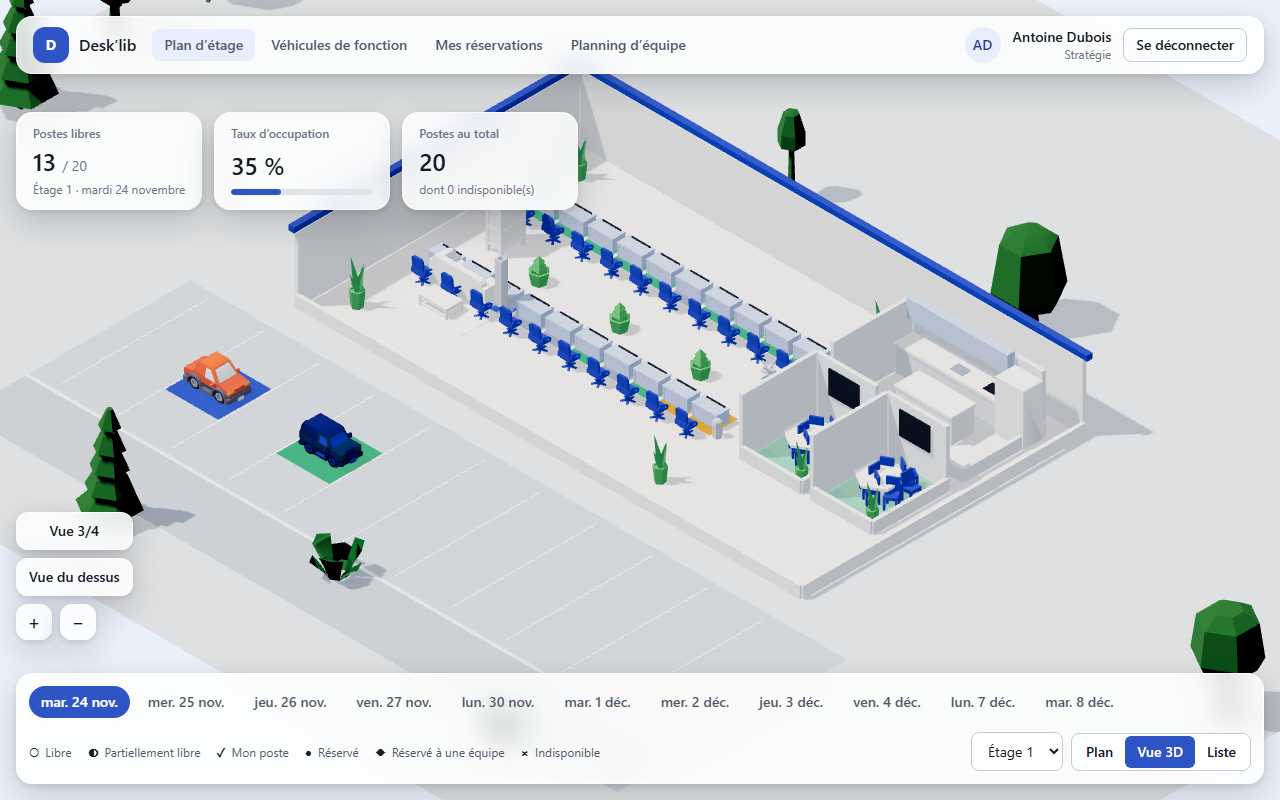 D Desk'lib Plan d'étage Véhicules de fonction Mes réservations Planning d'équipe AD Antoine Dubois Se déconnecter
Stratégie
Postes libres Taux d'occupation Postes au total
13 / 20 35 % 20
Étage 1 · mardi 24 novembre dont 0 indisponible(s)
Vue 3/4
Vue du dessus
+ −
mar. 24 nov. mer. 25 nov. jeu. 26 nov. ven. 27 nov. lun. 30 nov. mar. 1 déc. mer. 2 déc. jeu. 3 déc. ven. 4 déc. lun. 7 déc. mar. 8 déc.
Libre Partiellement libre Mon poste Réservé Réservé à une équipe Indisponible Étage 1 Plan Vue 3D Liste